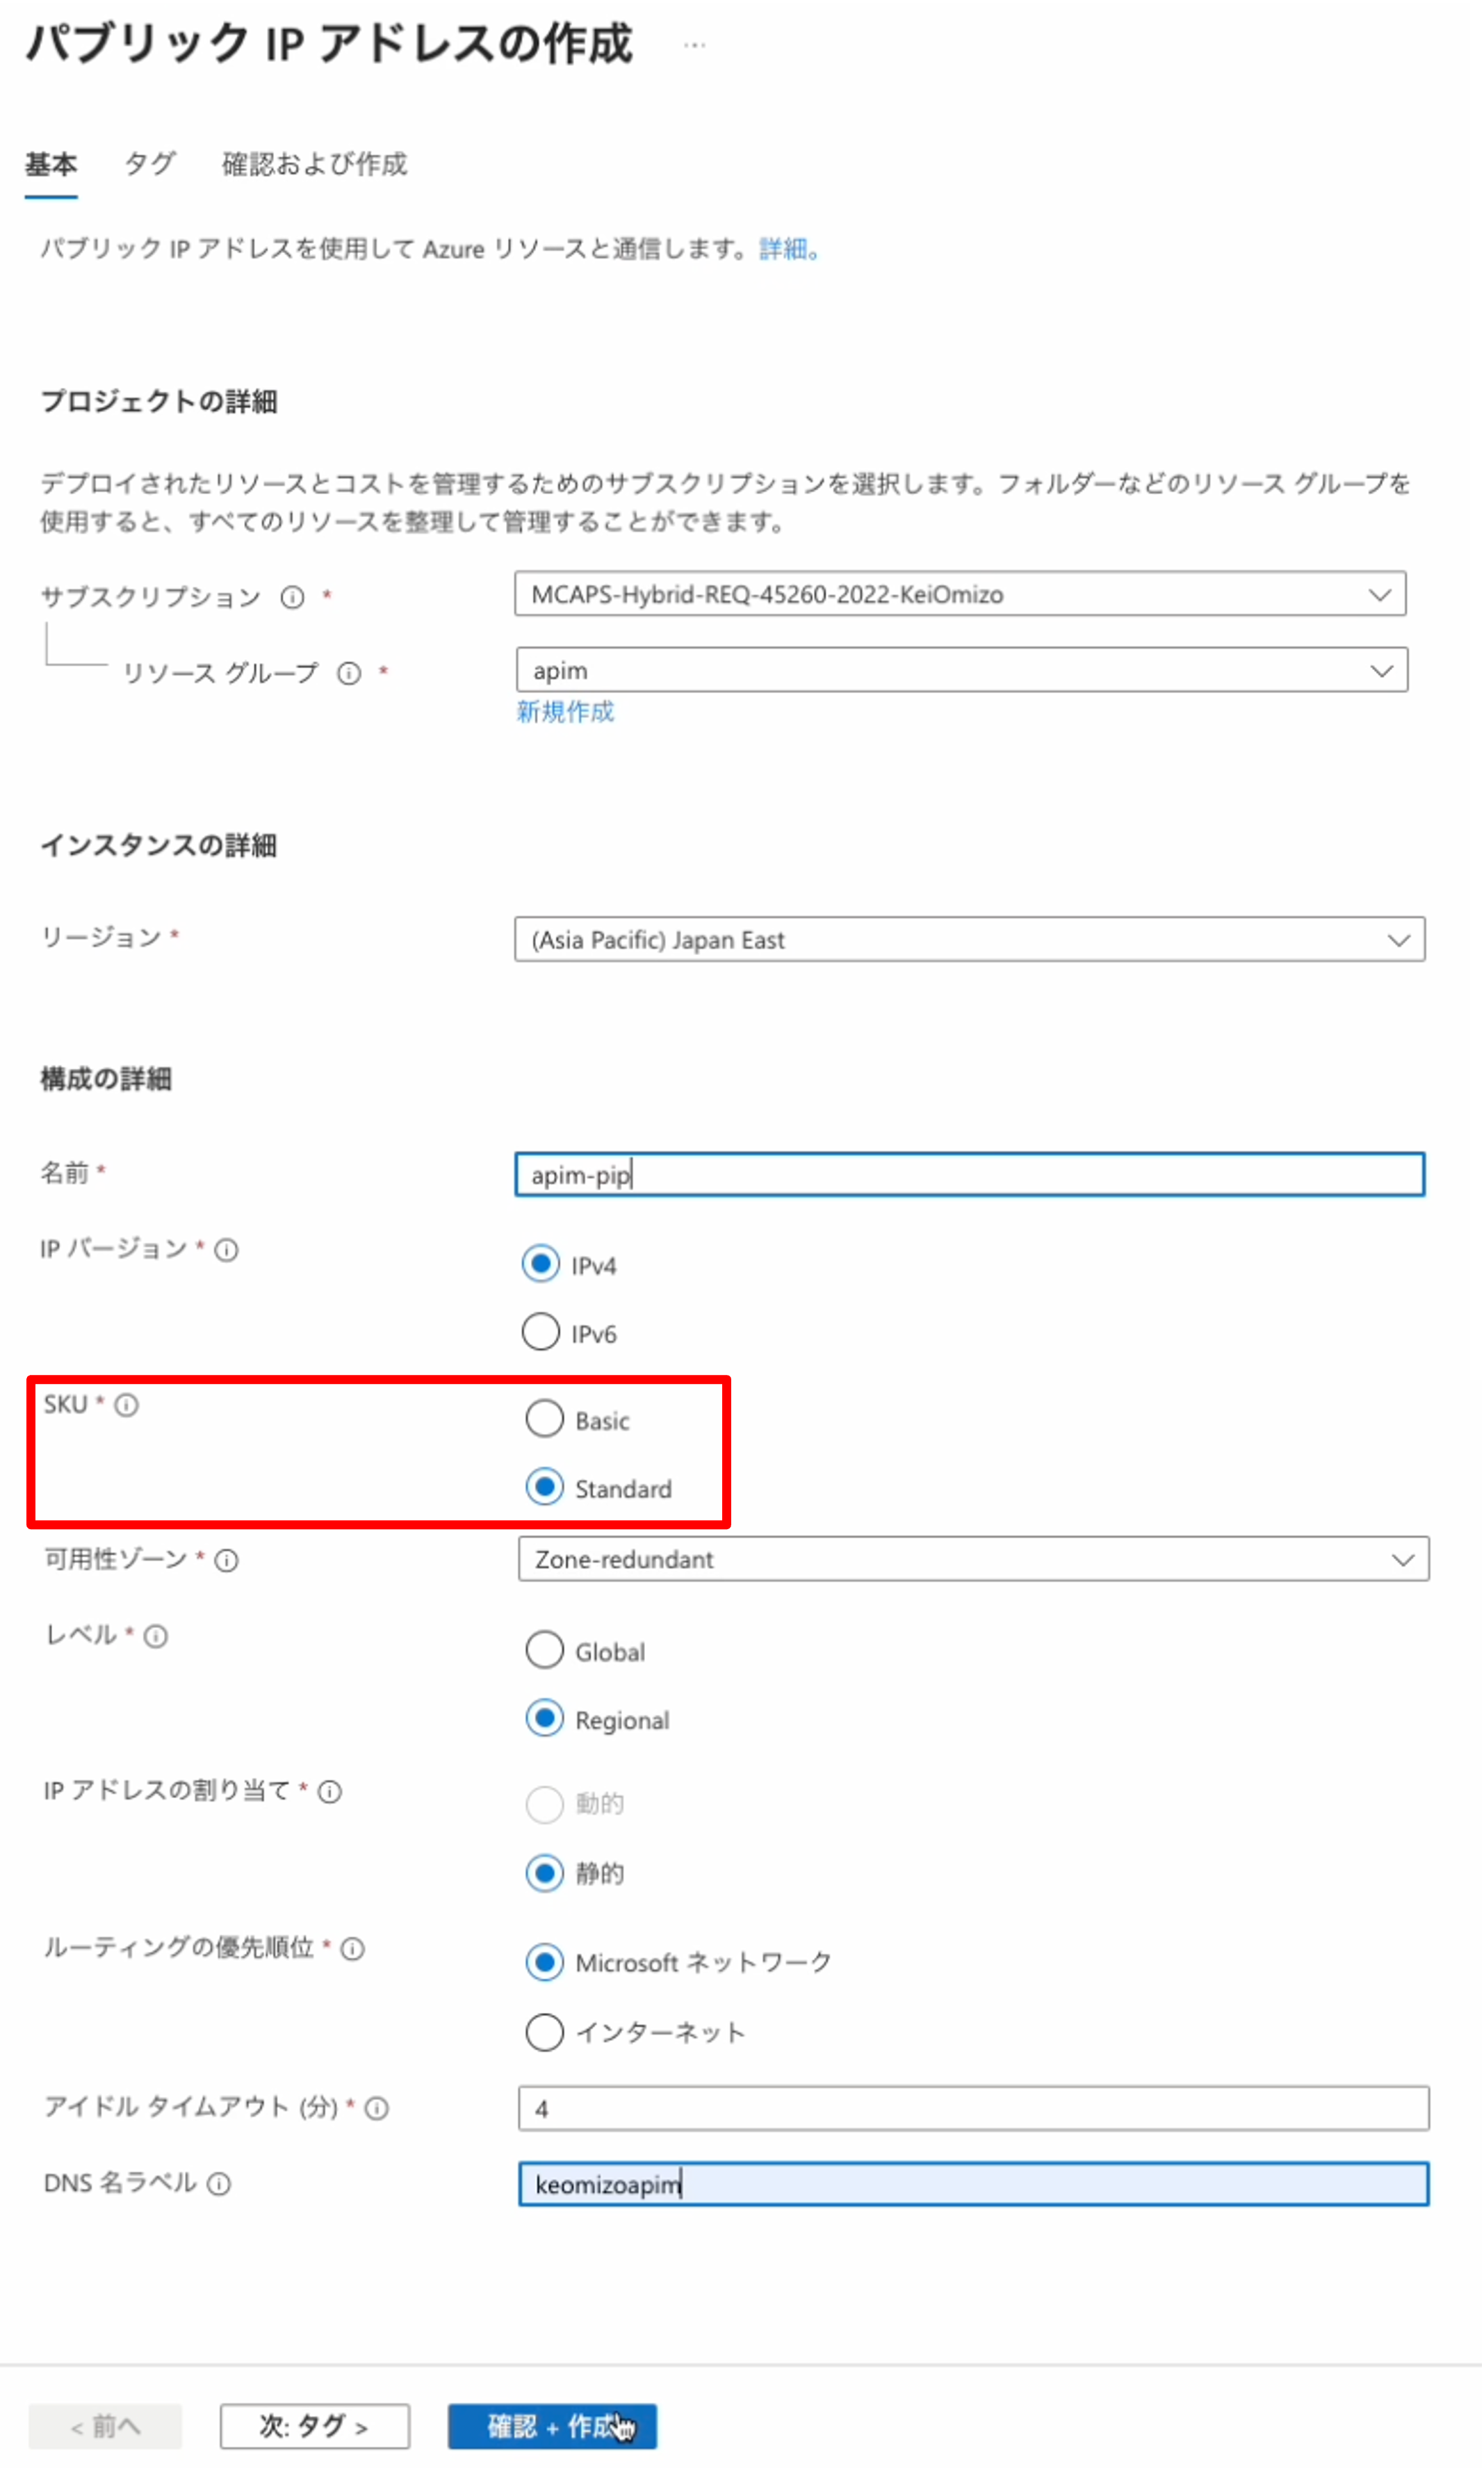 パブリック IP アドレスの作成 …
基本 タグ 確認および作成
パブリック IP アドレスを使用して Azure リソースと通信します。詳細。
プロジェクトの詳細
デプロイされたリソースとコストを管理するためのサブスクリプションを選択します。フォルダーなどのリソース グループを
使用すると、すべてのリソースを整理して管理することができます。
サブスクリプション * MCAPS-Hybrid-REQ-45260-2022-KeiOmizo
リソース グループ * apim
新規作成
インスタンスの詳細
リージョン * (Asia Pacific) Japan East
構成の詳細
名前 * apim-pip
IP バージョン * IPv4
IPv6
SKU * Basic
Standard
可用性ゾーン * Zone-redundant
レベル * Global
Regional
IP アドレスの割り当て * 動的
静的
ルーティングの優先順位 * Microsoft ネットワーク
インターネット
アイドル タイムアウト (分) * 4
DNS 名ラベル keomizoapim
< 前へ 次: タグ > 確認 + 作成